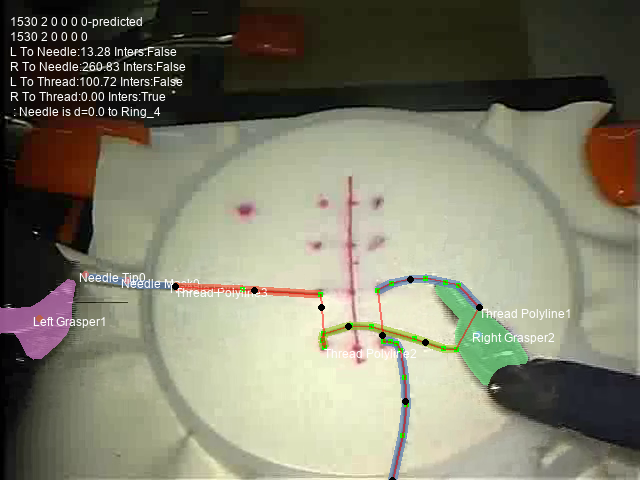 1530 2 0 0 0 0-predicted
1530 2 0 0 0 0
L To Needle:13.28 Inters:False
R To Needle:260.83 Inters:False
L To Thread:100.72 Inters:False
R To Thread:0.00 Inters:True
: Needle is d=0.0 to Ring_4
Needle Tip0
Needle Mask0
Thread Polyline3
Left Grasper1
Thread Polyline1
Right Grasper2
Thread Polyline2